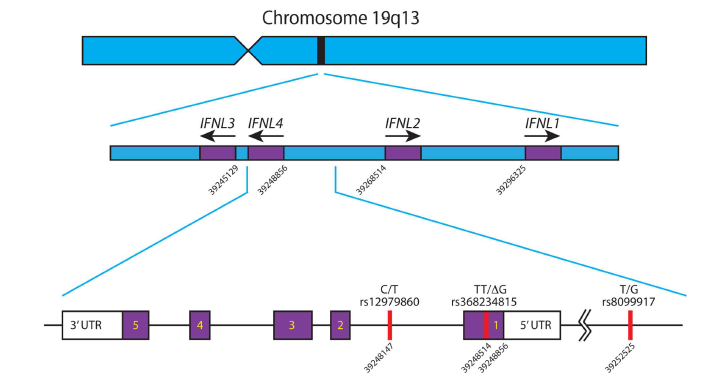 Chromosome 19q13
IFNL3 IFNL4 IFNL2 IFNL1
39245129 39248856 39268514 39296325
C/T TT/ΔG T/G
rs12979860 rs368234815 rs8099917
3' UTR 5 4 3 2 1 5' UTR
39248147 39248514 39248856 39252525